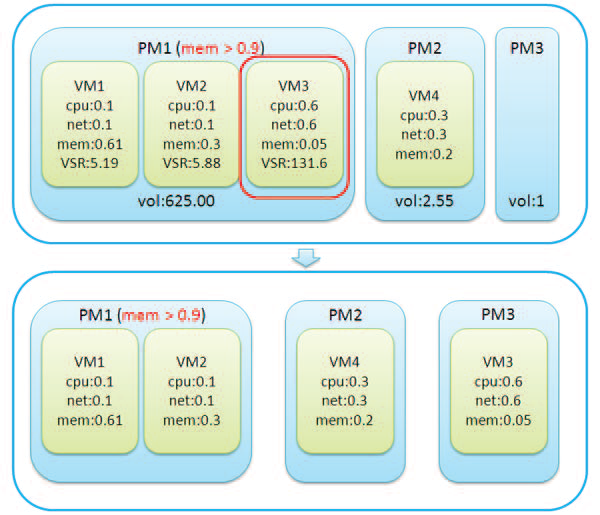 PM1 (mem > 0.9)
VM1
cpu:0.1
net:0.1
mem:0.61
VSR:5.19
VM2
cpu:0.1
net:0.1
mem:0.3
VSR:5.88
VM3
cpu:0.6
net:0.6
mem:0.05
VSR:131.6
vol:625.00
PM2
VM4
cpu:0.3
net:0.3
mem:0.2
vol:2.55
PM3
vol:1
PM1 (mem > 0.9)
VM1
cpu:0.1
net:0.1
mem:0.61
VM2
cpu:0.1
net:0.1
mem:0.3
PM2
VM4
cpu:0.3
net:0.3
mem:0.2
PM3
VM3
cpu:0.6
net:0.6
mem:0.05